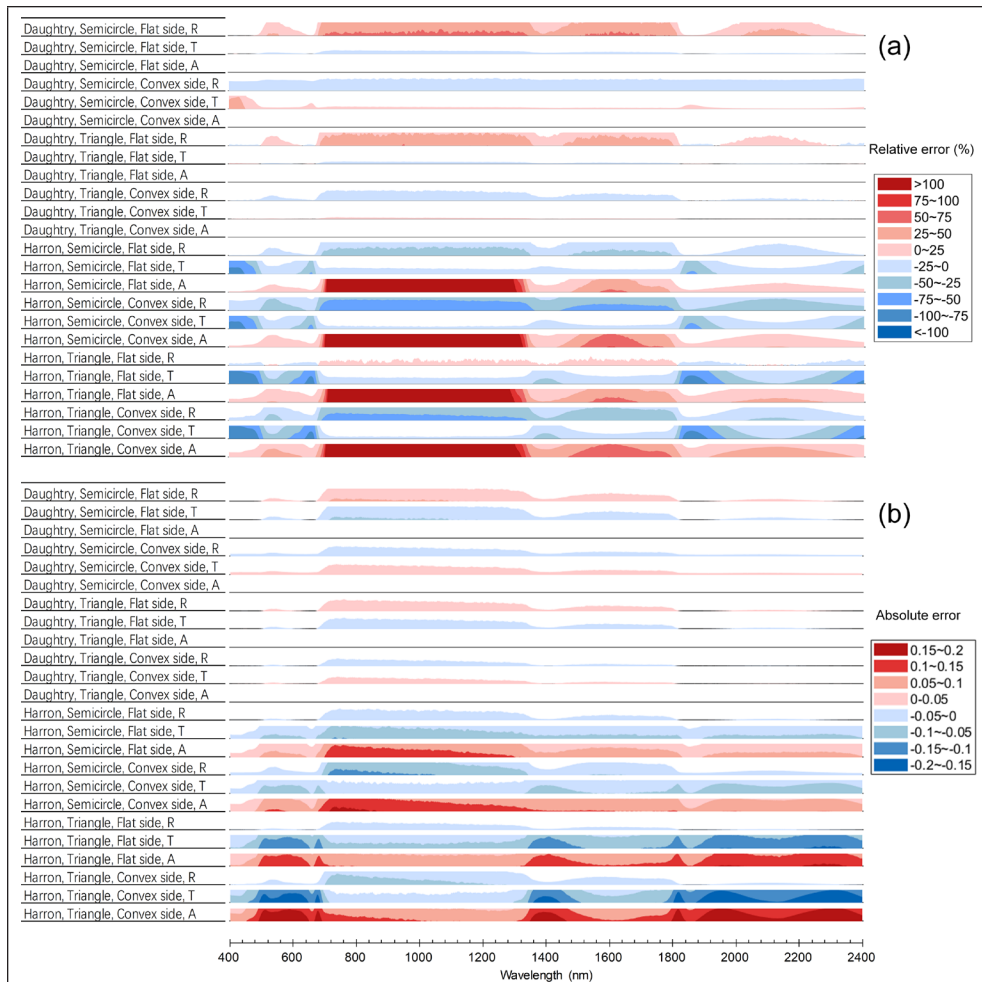 Daughtry, Semicircle, Flat side, R
(a)
Daughtry, Semicircle, Flat side, T
Daughtry, Semicircle, Flat side, A
Daughtry, Semicircle, Convex side, R
Daughtry, Semicircle, Convex side, T
Daughtry, Semicircle, Convex side, A
Daughtry, Triangle, Flat side, R
Daughtry, Triangle, Flat side, T
Daughtry, Triangle, Flat side, A
Daughtry, Triangle, Convex side, R
Daughtry, Triangle, Convex side, T
Daughtry, Triangle, Convex side, A
Harron, Semicircle, Flat side, R
Harron, Semicircle, Flat side, T
Harron, Semicircle, Flat side, A
Harron, Semicircle, Convex side, R
Harron, Semicircle, Convex side, T
Harron, Semicircle, Convex side, A
Harron, Triangle, Flat side, R
Harron, Triangle, Flat side, T
Harron, Triangle, Flat side, A
Harron, Triangle, Convex side, R
Harron, Triangle, Convex side, T
Harron, Triangle, Convex side, A
Relative error (%)
>100
75~100
50~75
25~50
0~25
-25~0
-50~-25
-75~-50
-100~-75
<-100
Daughtry, Semicircle, Flat side, R
(b)
Daughtry, Semicircle, Flat side, T
Daughtry, Semicircle, Flat side, A
Daughtry, Semicircle, Convex side, R
Daughtry, Semicircle, Convex side, T
Daughtry, Semicircle, Convex side, A
Daughtry, Triangle, Flat side, R
Daughtry, Triangle, Flat side, T
Daughtry, Triangle, Flat side, A
Daughtry, Triangle, Convex side, R
Daughtry, Triangle, Convex side, T
Daughtry, Triangle, Convex side, A
Harron, Semicircle, Flat side, R
Harron, Semicircle, Flat side, T
Harron, Semicircle, Flat side, A
Harron, Semicircle, Convex side, R
Harron, Semicircle, Convex side, T
Harron, Semicircle, Convex side, A
Harron, Triangle, Flat side, R
Harron, Triangle, Flat side, T
Harron, Triangle, Flat side, A
Harron, Triangle, Convex side, R
Harron, Triangle, Convex side, T
Harron, Triangle, Convex side, A
Absolute error
0.15~0.2
0.1~0.15
0.05~0.1
0-0.05
-0.05~0
-0.1~-0.05
-0.15~-0.1
-0.2~-0.15
400 600 800 1000 1200 1400 1600 1800 2000 2200 2400
Wavelength (nm)